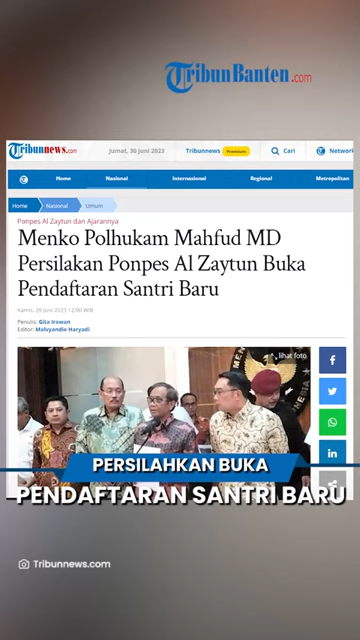 TribunBanten.com
Tribunnews.com
Jumat, 30 Juni 2023
Tribunnews
Premium
Cari
Network
Home
Nasional
Internasional
Regional
Metropolitan
Home
Nasional
Umum
Ponpes Al Zaytun dan Ajarannya
Menko Polhukam Mahfud MD
Persilakan Ponpes Al Zaytun Buka
Pendaftaran Santri Baru
Kamis, 29 Juni 2023 12:00 WIB
Penulis: Gita Irawan
Editor: Malvyandie Haryadi
lihat foto
PERSILAHKAN BUKA
PENDAFTARAN SANTRI BARU
Tribunnews.com